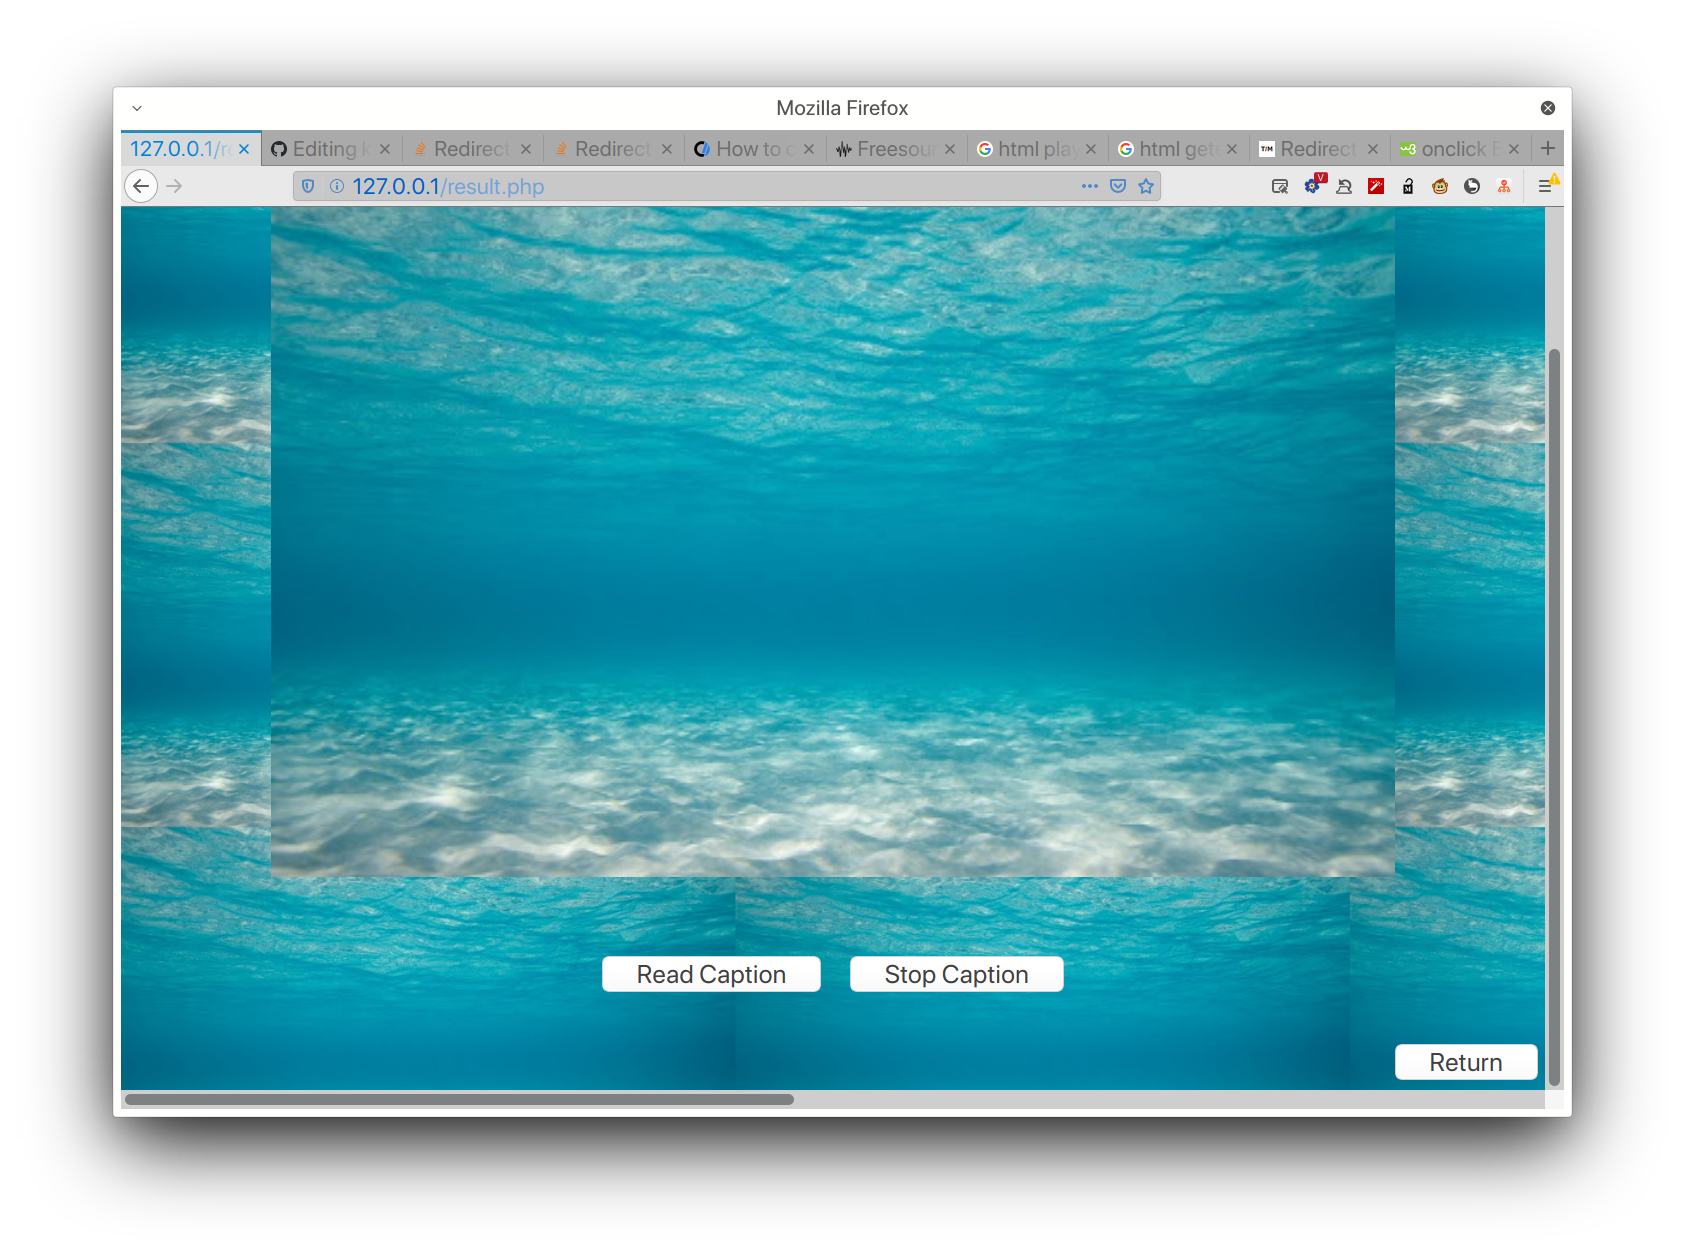 Mozilla Firefox
127.0.0.1/r Editing Redirect Redirect How to Freesou html play html get Redirect onclick
127.0.0.1/result.php
Read Caption Stop Caption
Return